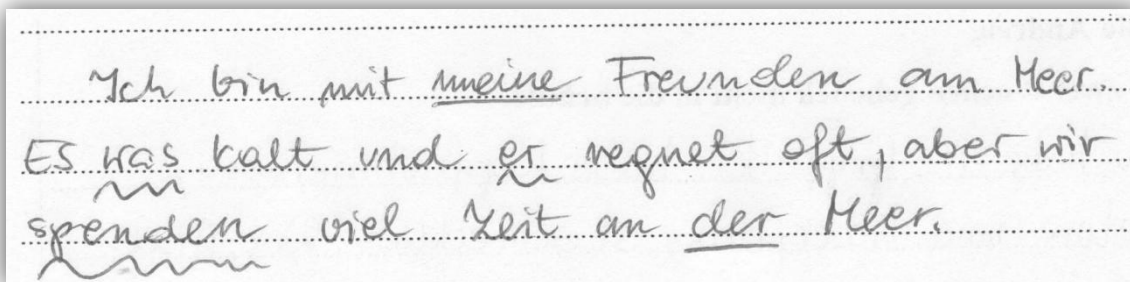 Ich bin mit meine Freunden am Meer.
Es was kalt und er regnet oft, aber wir
spenden viel Zeit an der Meer.